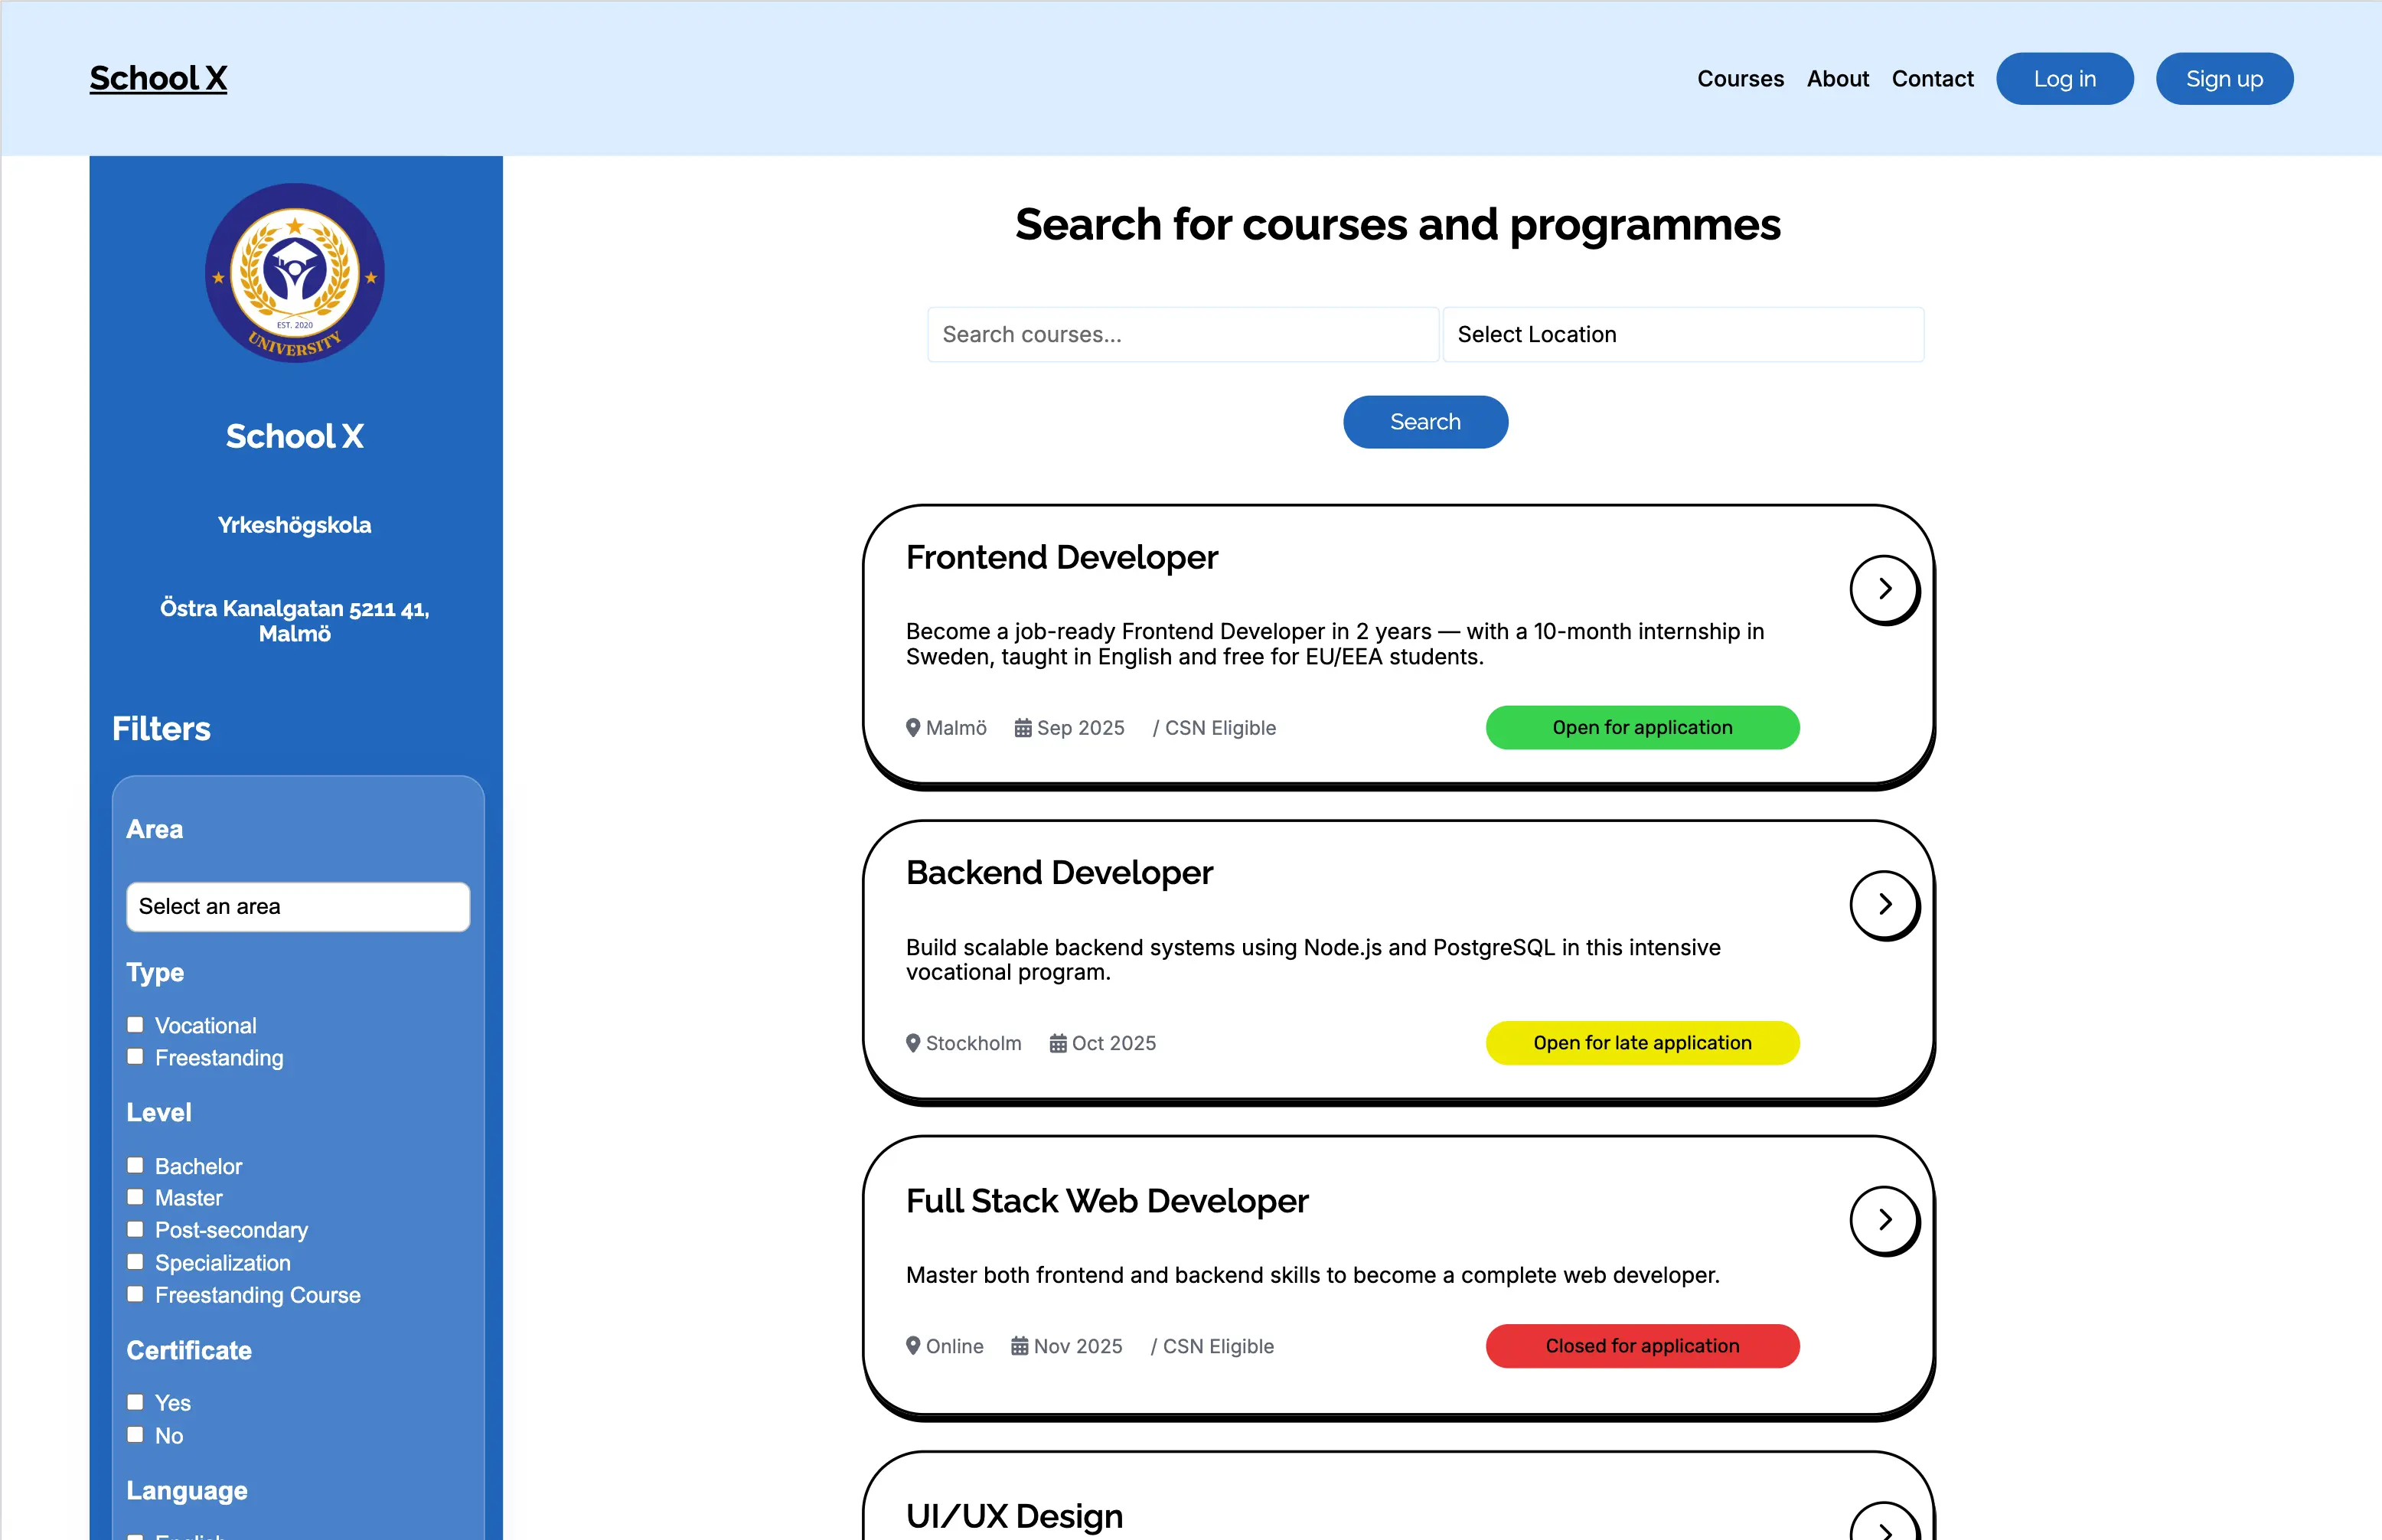 School X
Courses
About
Contact
Log in
Sign up
EST. 2020
UNIVERSITY
School X
Yrkeshögskola
Östra Kanalgatan 5211 41,
Malmö
Filters
Area
Select an area
Type
Vocational
Freestanding
Level
Bachelor
Master
Post-secondary
Specialization
Freestanding Course
Certificate
Yes
No
Language
English
Search for courses and programmes
Search courses...
Select Location
Search
Frontend Developer
Become a job-ready Frontend Developer in 2 years — with a 10-month internship in
Sweden, taught in English and free for EU/EEA students.
Malmö
Sep 2025
/ CSN Eligible
Open for application
Backend Developer
Build scalable backend systems using Node.js and PostgreSQL in this intensive
vocational program.
Stockholm
Oct 2025
Open for late application
Full Stack Web Developer
Master both frontend and backend skills to become a complete web developer.
Online
Nov 2025
/ CSN Eligible
Closed for application
UI/UX Design